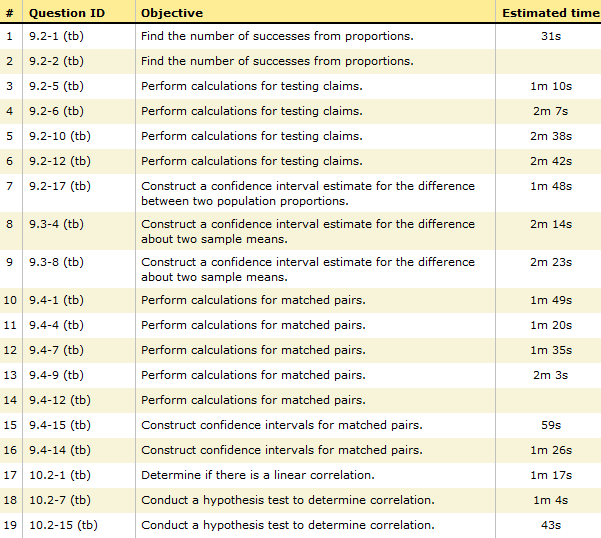 # Question ID Objective Estimated time
1 9.2-1 (tb) Find the number of successes from proportions. 31s
2 9.2-2 (tb) Find the number of successes from proportions.
3 9.2-5 (tb) Perform calculations for testing claims. 1m 10s
4 9.2-6 (tb) Perform calculations for testing claims. 2m 7s
5 9.2-10 (tb) Perform calculations for testing claims. 2m 38s
6 9.2-12 (tb) Perform calculations for testing claims. 2m 42s
7 9.2-17 (tb) Construct a confidence interval estimate for the difference 1m 48s
between two population proportions.
8 9.3-4 (tb) Construct a confidence interval estimate for the difference 2m 14s
about two sample means.
9 9.3-8 (tb) Construct a confidence interval estimate for the difference 2m 23s
about two sample means.
10 9.4-1 (tb) Perform calculations for matched pairs. 1m 49s
11 9.4-4 (tb) Perform calculations for matched pairs. 1m 20s
12 9.4-7 (tb) Perform calculations for matched pairs. 1m 35s
13 9.4-9 (tb) Perform calculations for matched pairs. 2m 3s
14 9.4-12 (tb) Perform calculations for matched pairs.
15 9.4-15 (tb) Construct confidence intervals for matched pairs. 59s
16 9.4-14 (tb) Construct confidence intervals for matched pairs. 1m 26s
17 10.2-1 (tb) Determine if there is a linear correlation. 1m 17s
18 10.2-7 (tb) Conduct a hypothesis test to determine correlation. 1m 4s
19 10.2-15 (tb) Conduct a hypothesis test to determine correlation. 43s